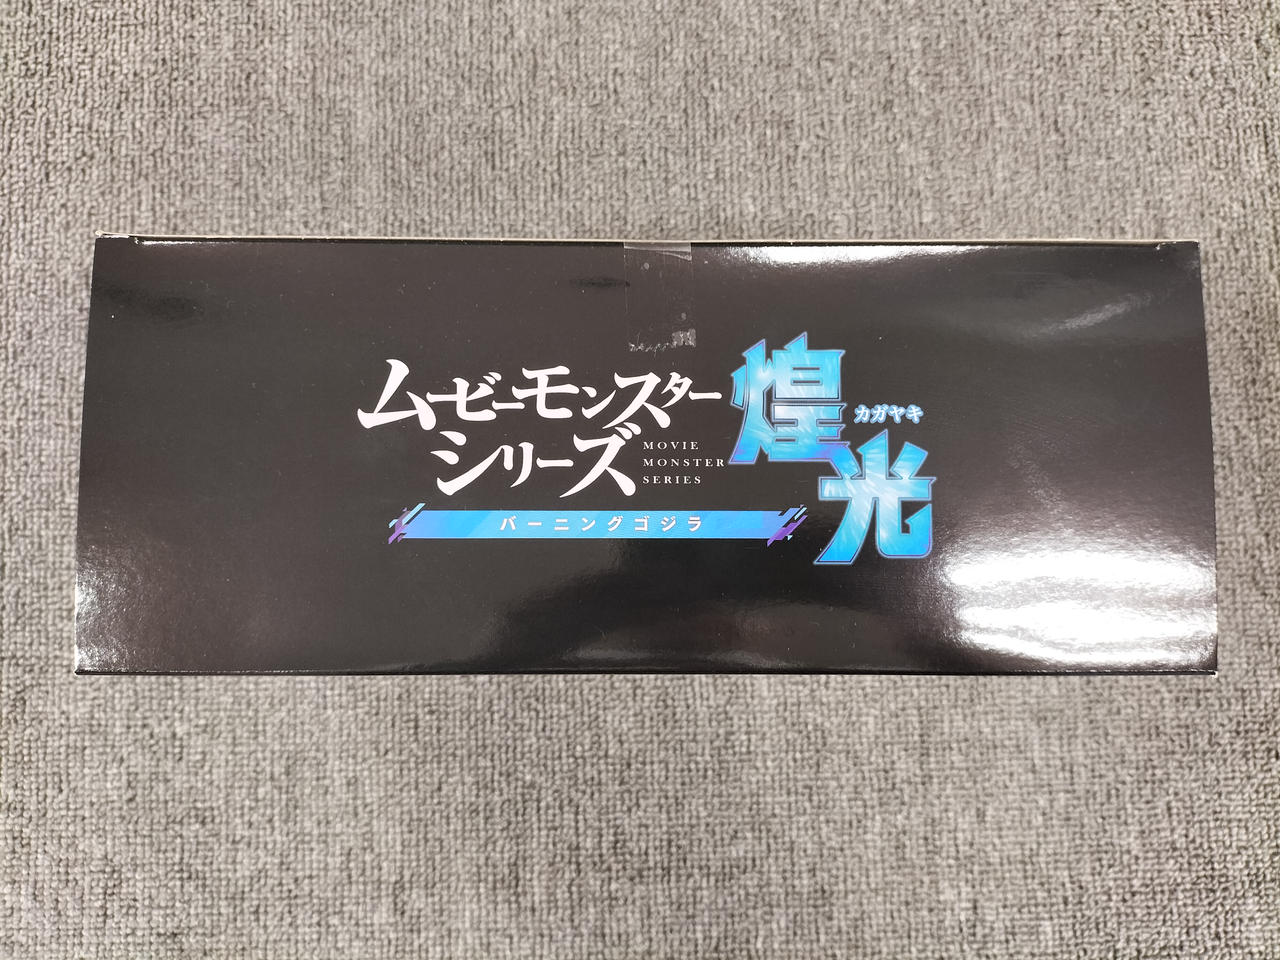 ムービーモンスター
シリーズ
MOVIE
MONSTER
SERIES
煌光
カガヤキ
バーニングゴジラ